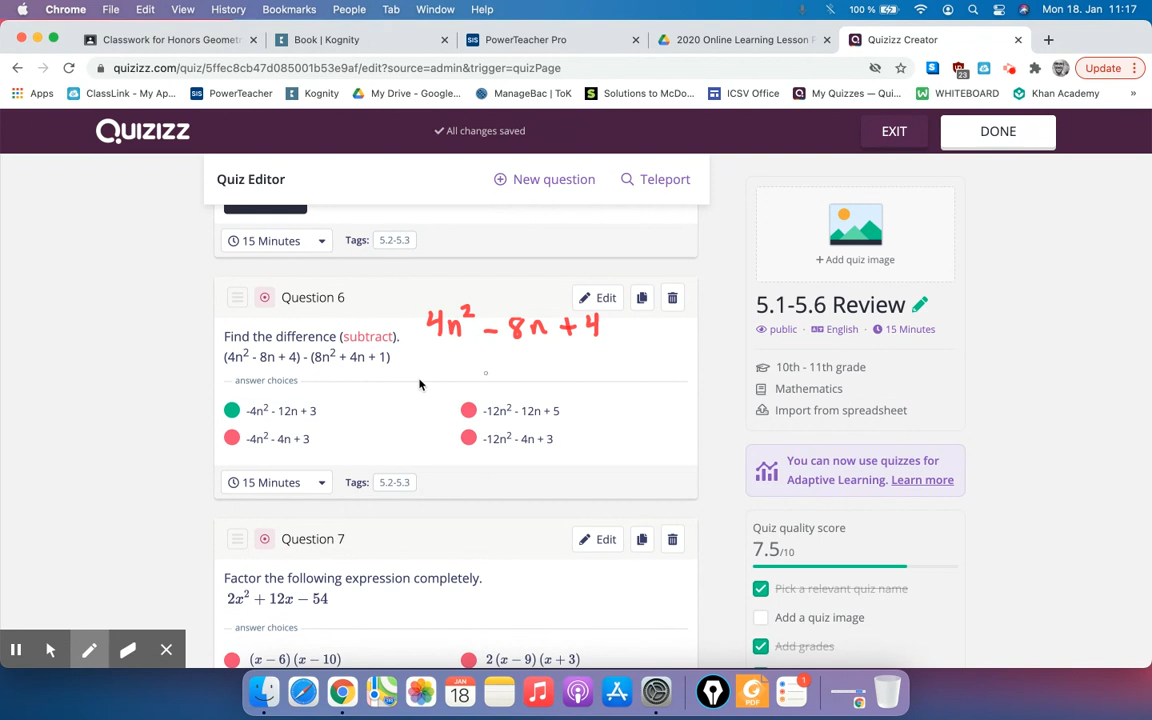 Chrome File Edit View History Bookmarks People Tab Window Help 100 % Mon 18. Jan 11:17
Classwork for Honors Geomet × Book | Kognity × PowerTeacher Pro × 2020 Online Learning Lesson P × Quizizz Creator × +
quizizz.com/quiz/5ffec8cb47d085001b53e9af/edit?source=admin&trigger=quizPage 23 Update
Apps ClassLink - My Ap... PowerTeacher Kognity My Drive - Google... ManageBac | ToK Solutions to McDo... ICSV Office My Quizzes — Qui... WHITEBOARD Khan Academy »
QUIZIZZ All changes saved EXIT DONE
Quiz Editor New question Teleport
15 Minutes Tags: 5.2-5.3
Question 6 Edit
4n² - 8n + 4
Find the difference (subtract).
(4n² - 8n + 4) - (8n² + 4n + 1)
answer choices
-4n² - 12n + 3 -12n² - 12n + 5
-4n² - 4n + 3 -12n² - 4n + 3
15 Minutes Tags: 5.2-5.3
Question 7 Edit
Factor the following expression completely.
2x² + 12x − 54
answer choices
(x − 6) (x − 10) 2 (x − 9) (x + 3)
+ Add quiz image
5.1-5.6 Review
public English 15 Minutes
10th - 11th grade
Mathematics
Import from spreadsheet
You can now use quizzes for
Adaptive Learning. Learn more
Quiz quality score
7.5/10
Pick a relevant quiz name
Add a quiz image
Add grades
JAN
18
PDF
1